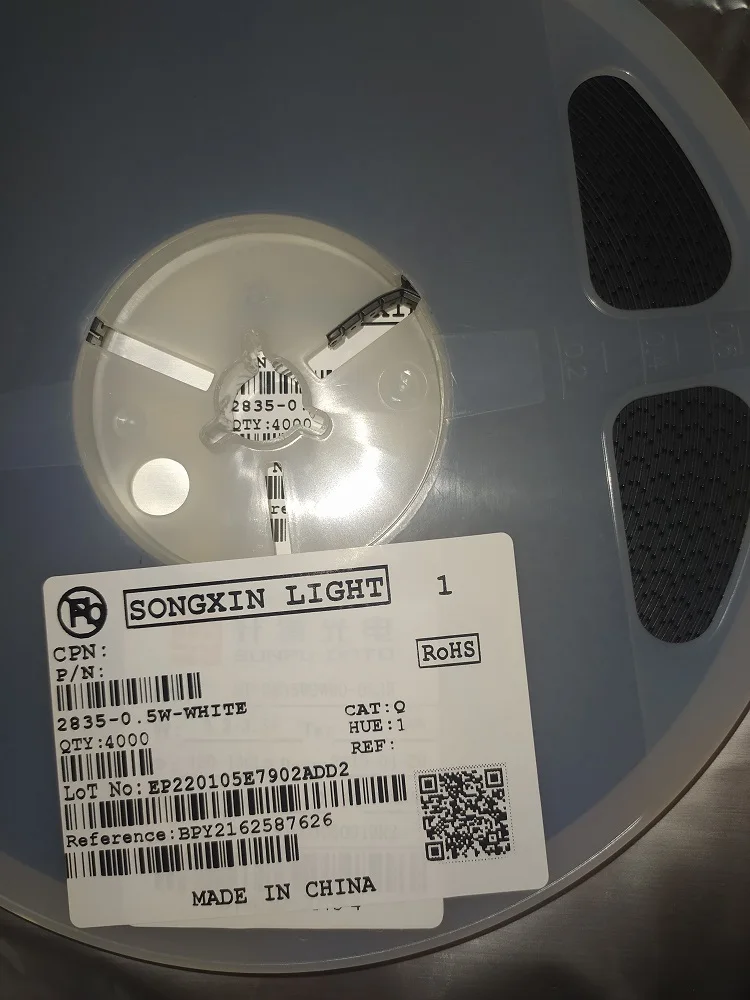 2835-0.
QTY:4000
SONGXIN LIGHT
1
Pb
CPN:
RoHS
P/N:
2835-0.5W-WHITE
CAT:Q
QTY:4000
HUE:1
REF:
LoT No:EP220105E7902ADD2
Reference:BPY2162587626
MADE IN CHINA